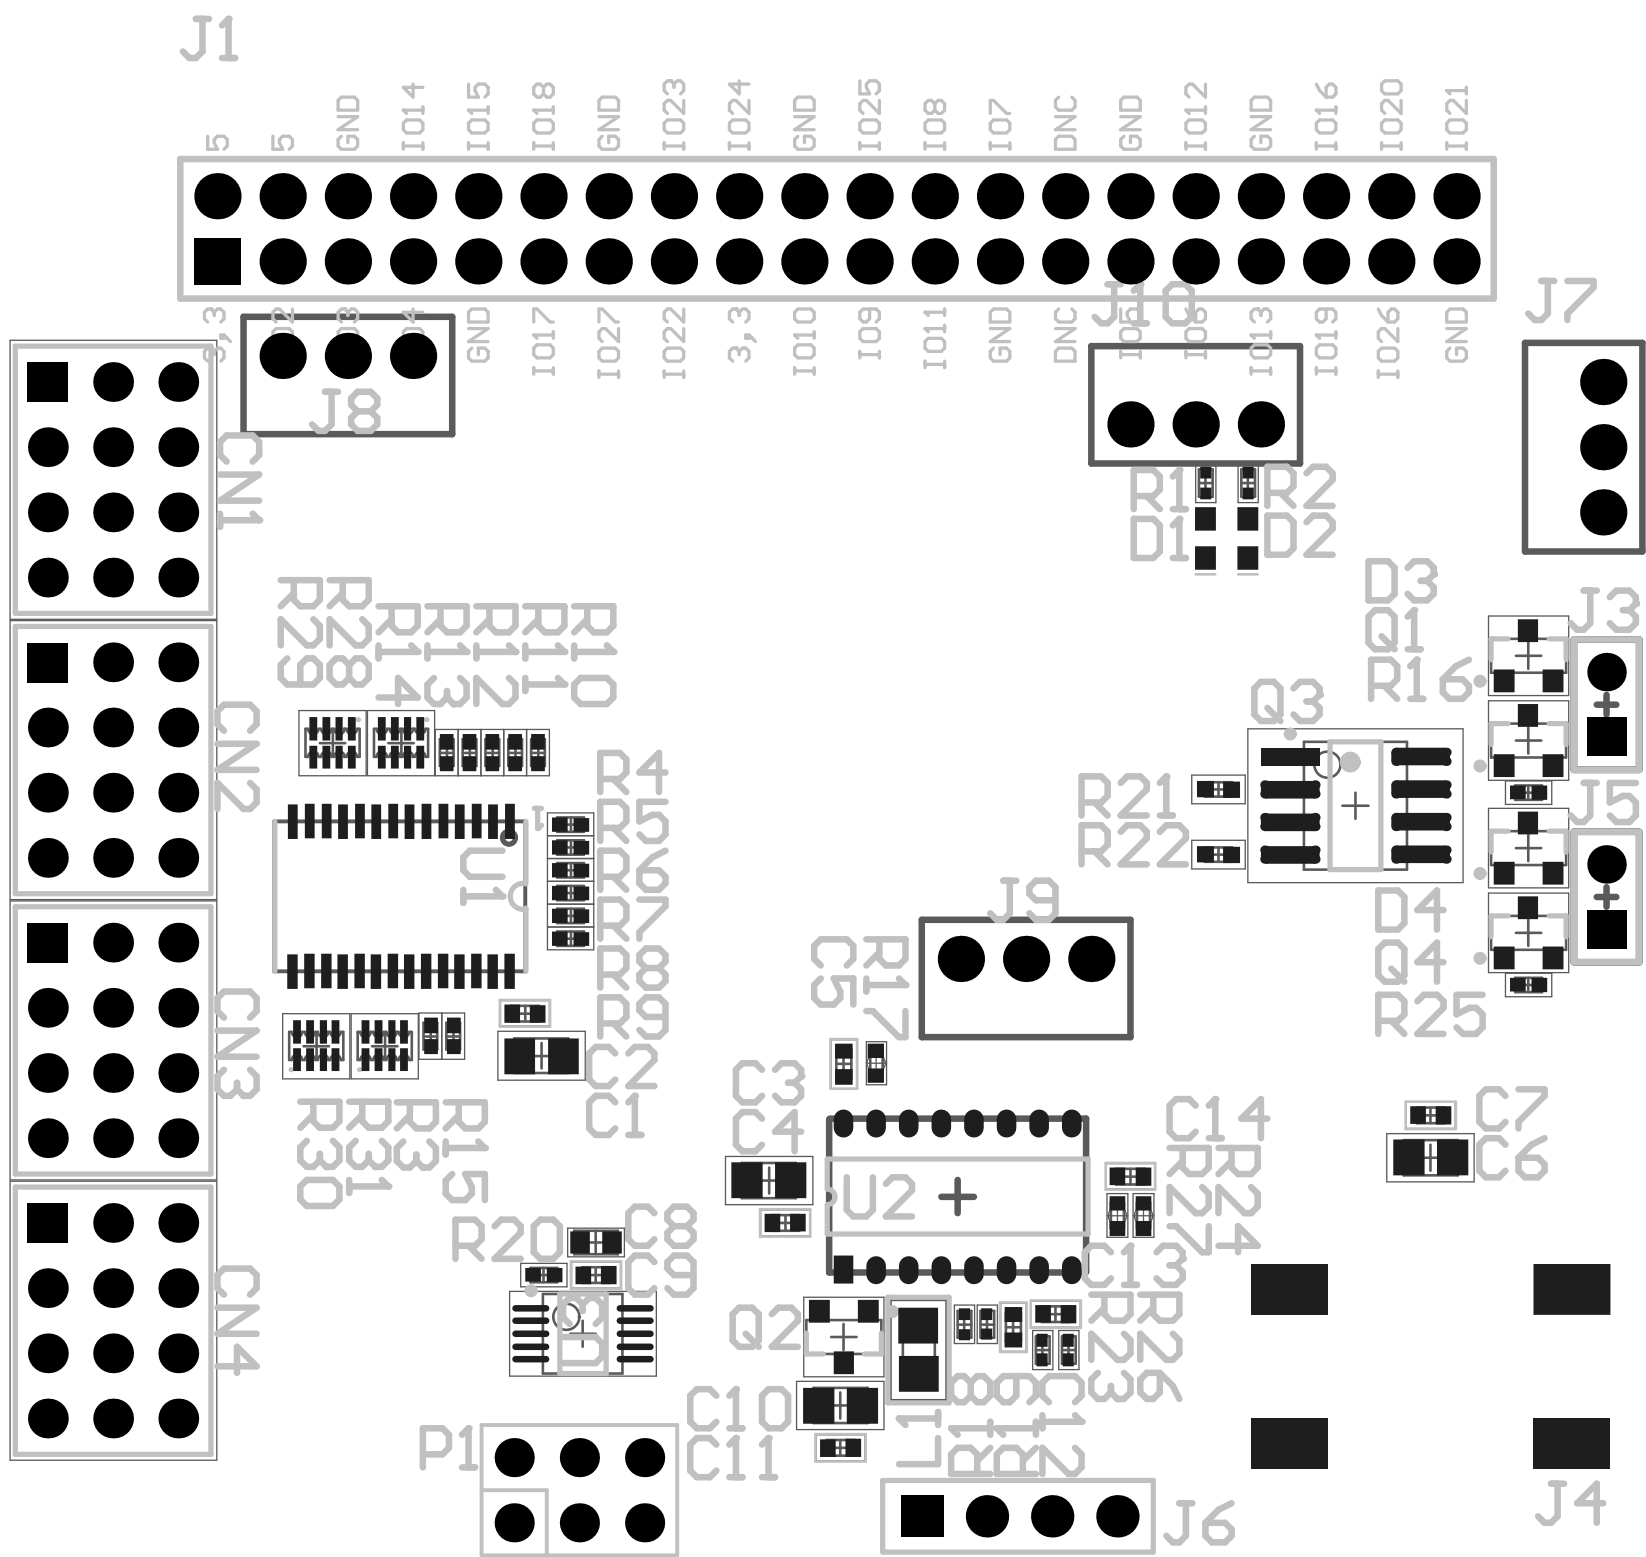 J1
5 5 GND IO14 IO15 IO18 GND IO23 IO24 GND IO25 IO8 IO7 DNC GND IO12 GND IO16 IO20 IO21
3,3 GND IO17 IO27 IO22 3,3 IO10 IO9 IO11 GND DNC IO5 IO6 IO13 IO19 IO26 GND
J10
J7
J8
CN1
R1 R2
D1 D2
D3
Q1
R16
J3
R29 R28 R14 R13 R12 R11 R10
Q3
CN2
R4
R5
R6
R7
R8
R9
1
U1
R21
R22
J5
J9
D4
Q4
R25
C5 R17
CN3
C2
C1
C3
C4
R30 R31 R3 R15
C14
R27 R24
C7
C6
U2
R20
C8
C9
C13
R23 R26
CN4
U3
Q2
C10
C11
L1
R18 R19 C12
P1
J6
J4